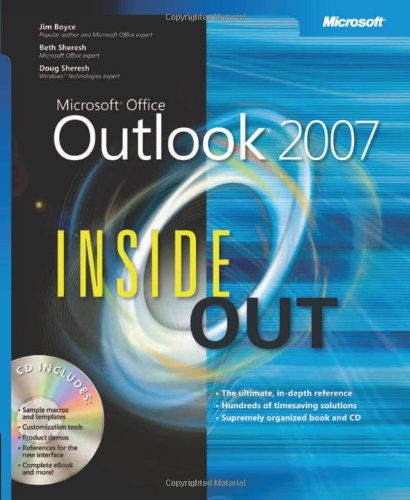 Jim Boyce
Popular author and Microsoft Office expert
Beth Sheresh
Microsoft Office expert
Doug Sheresh
Windows® technologies expert
Microsoft®
Microsoft® Office
Outlook® 2007
INSIDE
OUT
CD INCLUDES:
• Sample macros
and templates
• Customization tools
• Product demos
• References for the
new interface
• Complete eBook
and more!
• The ultimate, in-depth reference
• Hundreds of timesaving solutions
• Supremely organized book and CD